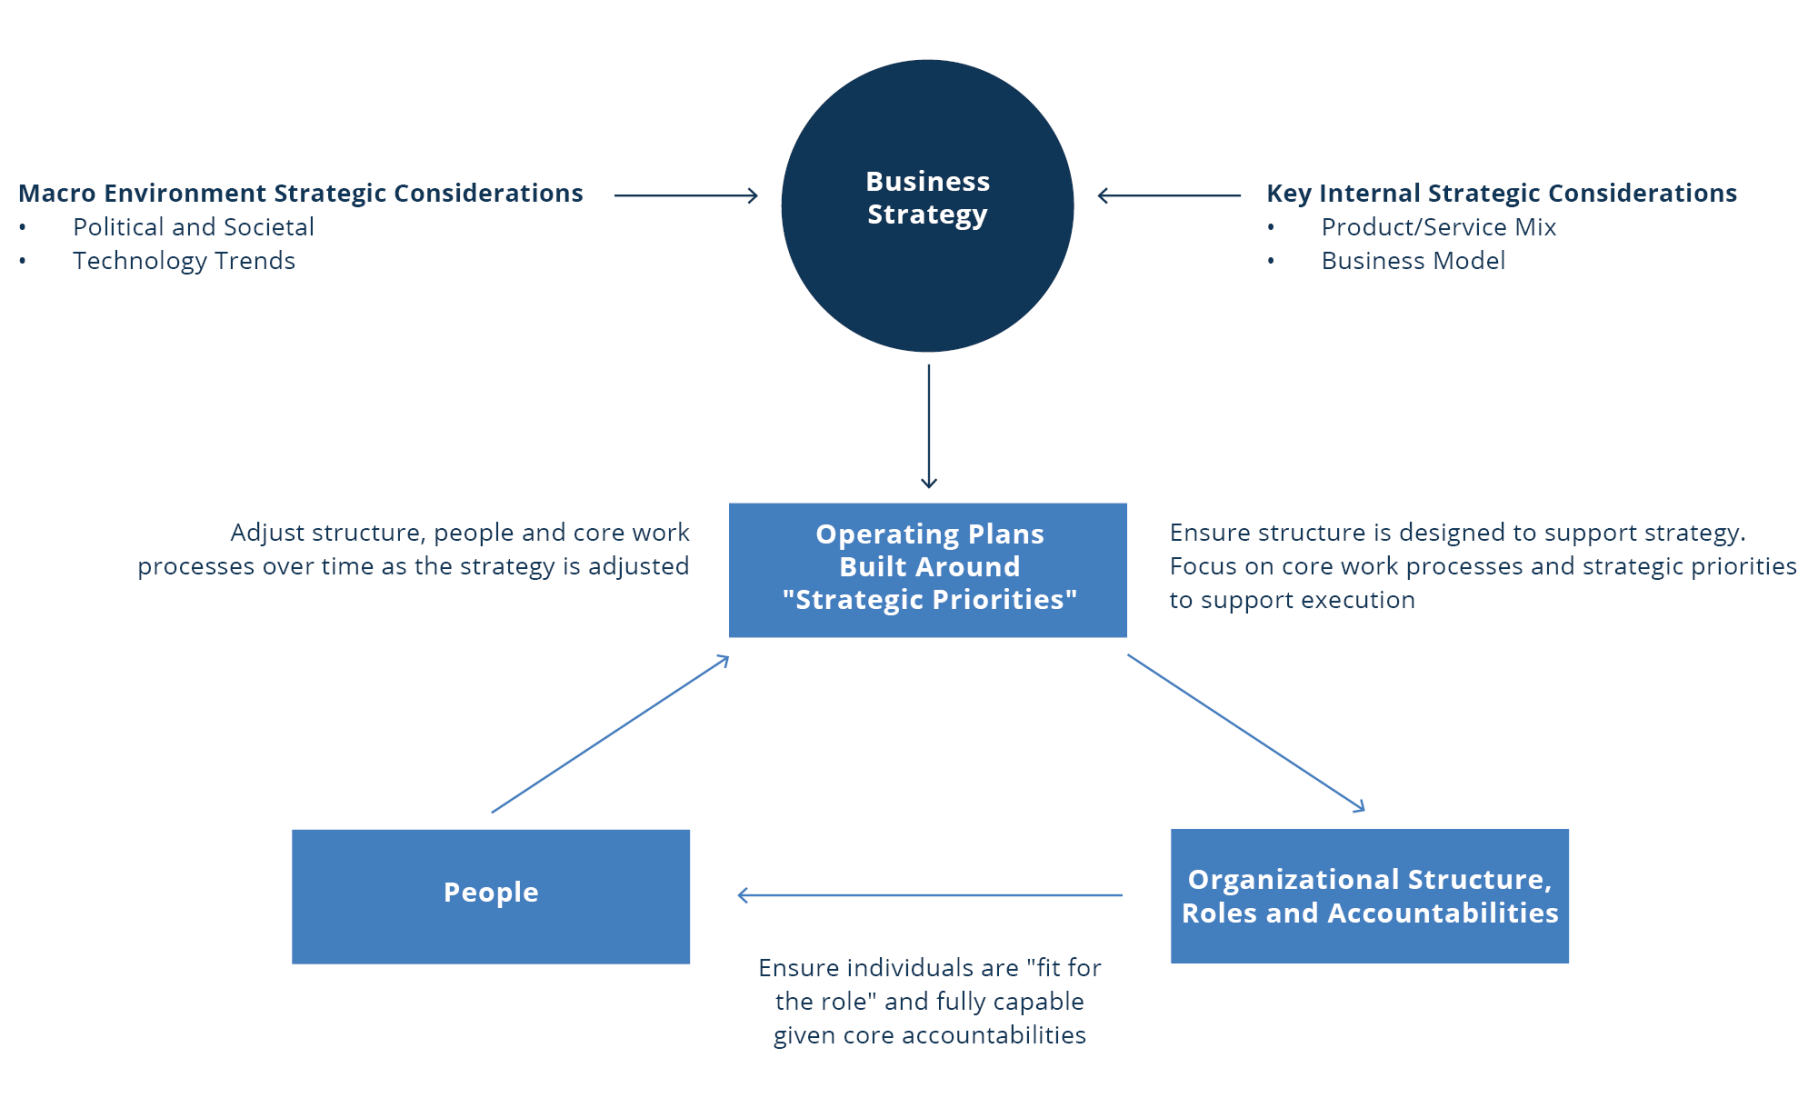 Business
Strategy
Macro Environment Strategic Considerations
• Political and Societal
• Technology Trends
Key Internal Strategic Considerations
• Product/Service Mix
• Business Model
Adjust structure, people and core work
processes over time as the strategy is adjusted
Operating Plans
Built Around
"Strategic Priorities"
Ensure structure is designed to support strategy.
Focus on core work processes and strategic priorities
to support execution
People
Organizational Structure,
Roles and Accountabilities
Ensure individuals are "fit for
the role" and fully capable
given core accountabilities